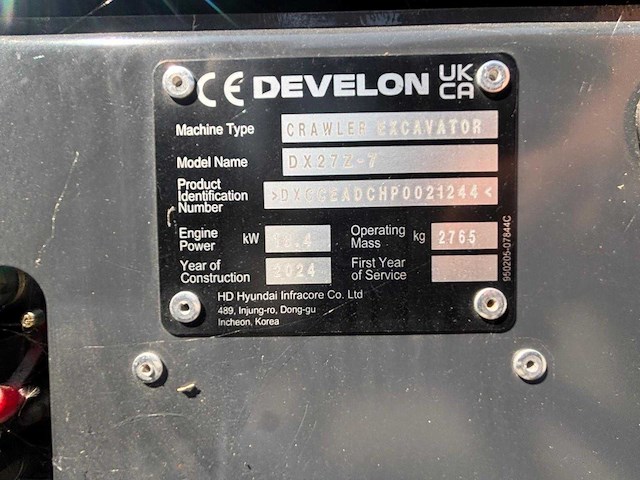 CE DEVELON UK CA
Machine Type CRAWLER EXCAVATOR
Model Name DX27Z-7
Product Identification Number >DXCCEADCHP0021244<
Engine Power kW Operating Mass kg 2765
Year of Construction 2024 First Year of Service
HD Hyundai Infracore Co. Ltd
489, Injung-ro, Dong-gu
Incheon, Korea
950205-07844C